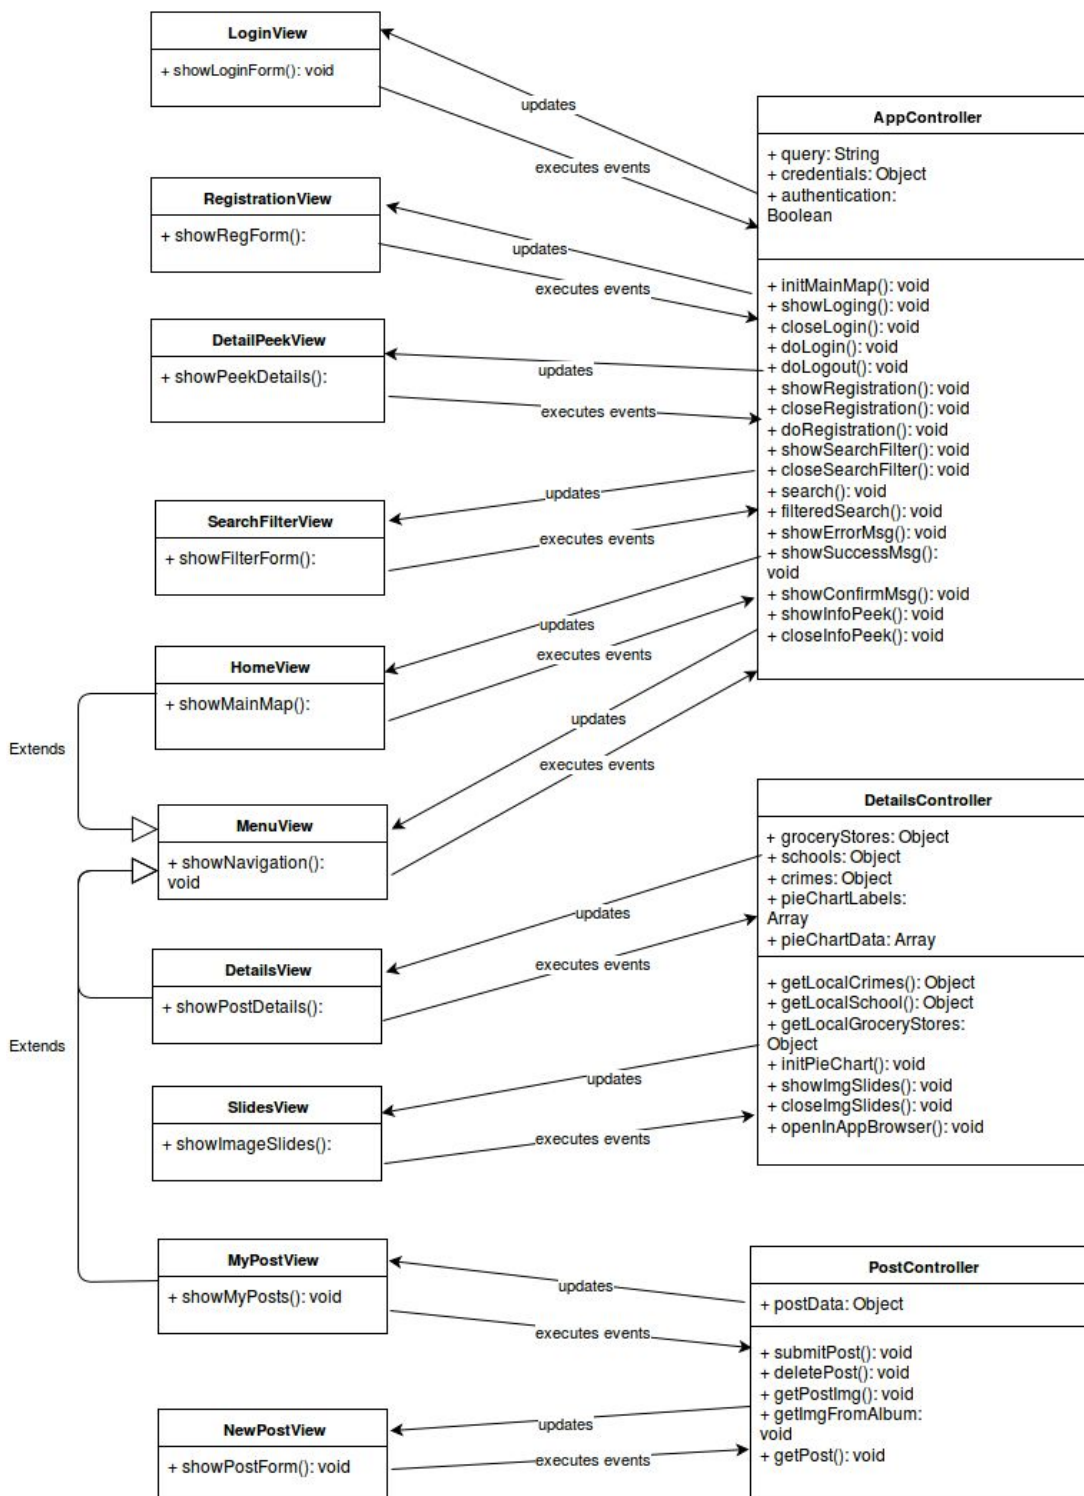 LoginView
+ showLoginForm(): void
updates
executes events
AppController
+ query: String
+ credentials: Object
+ authentication:
Boolean
+ initMainMap(): void
+ showLoging(): void
+ closeLogin(): void
+ doLogin(): void
+ doLogout(): void
+ showRegistration(): void
+ closeRegistration(): void
+ doRegistration(): void
+ showSearchFilter(): void
+ closeSearchFilter(): void
+ search(): void
+ filteredSearch(): void
+ showErrorMsg(): void
+ showSuccessMsg():
void
+ showConfirmMsg(): void
+ showInfoPeek(): void
+ closeInfoPeek(): void
RegistrationView
+ showRegForm():
updates
executes events
DetailPeekView
+ showPeekDetails():
updates
executes events
SearchFilterView
+ showFilterForm():
updates
executes events
HomeView
+ showMainMap():
updates
executes events
Extends
MenuView
+ showNavigation():
void
updates
executes events
DetailsController
+ groceryStores: Object
+ schools: Object
+ crimes: Object
+ pieChartLabels:
Array
+ pieChartData: Array
+ getLocalCrimes(): Object
+ getLocalSchool(): Object
+ getLocalGroceryStores:
Object
+ initPieChart(): void
+ showImgSlides(): void
+ closeImgSlides(): void
+ openInAppBrowser(): void
DetailsView
+ showPostDetails():
updates
executes events
Extends
SlidesView
+ showImageSlides():
updates
executes events
MyPostView
+ showMyPosts(): void
updates
executes events
PostController
+ postData: Object
+ submitPost(): void
+ deletePost(): void
+ getPostImg(): void
+ getImgFromAlbum:
void
+ getPost(): void
NewPostView
+ showPostForm(): void
updates
executes events